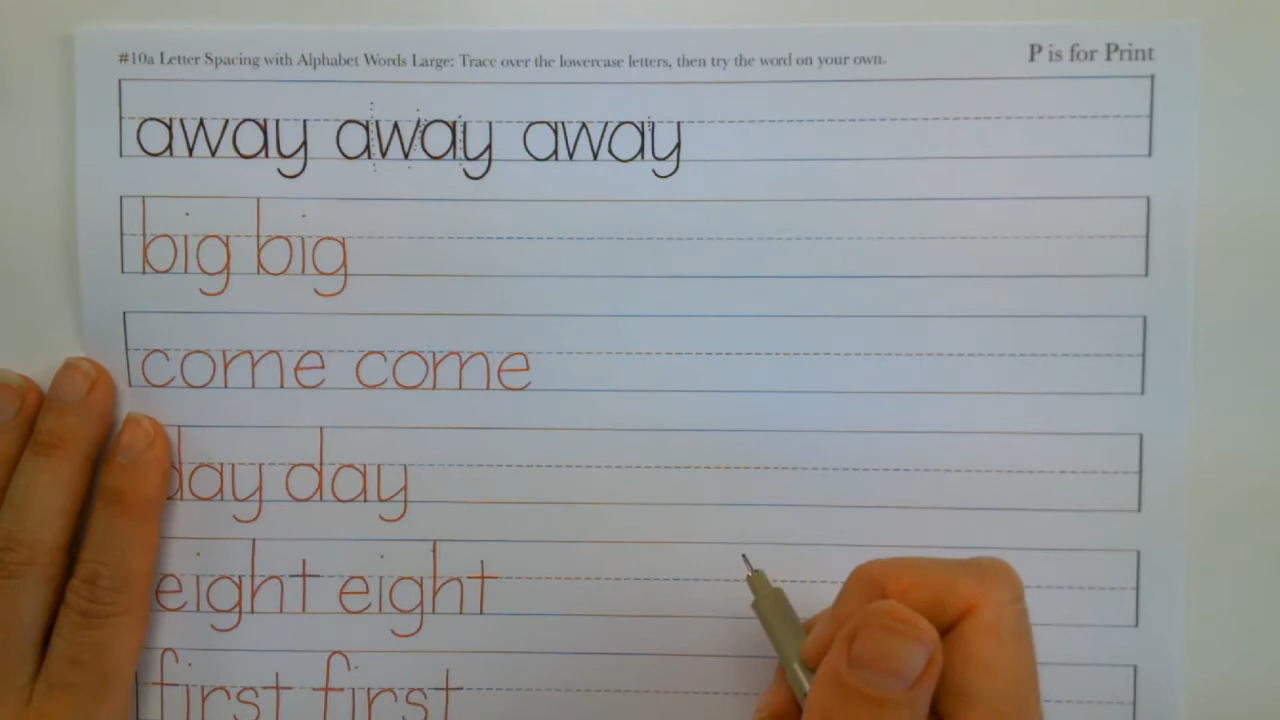 #10a Letter Spacing with Alphabet Words Large: Trace over the lowercase letters, then try the word on your own. P is for Print
away away away
big big
come come
day day
eight eight
first first